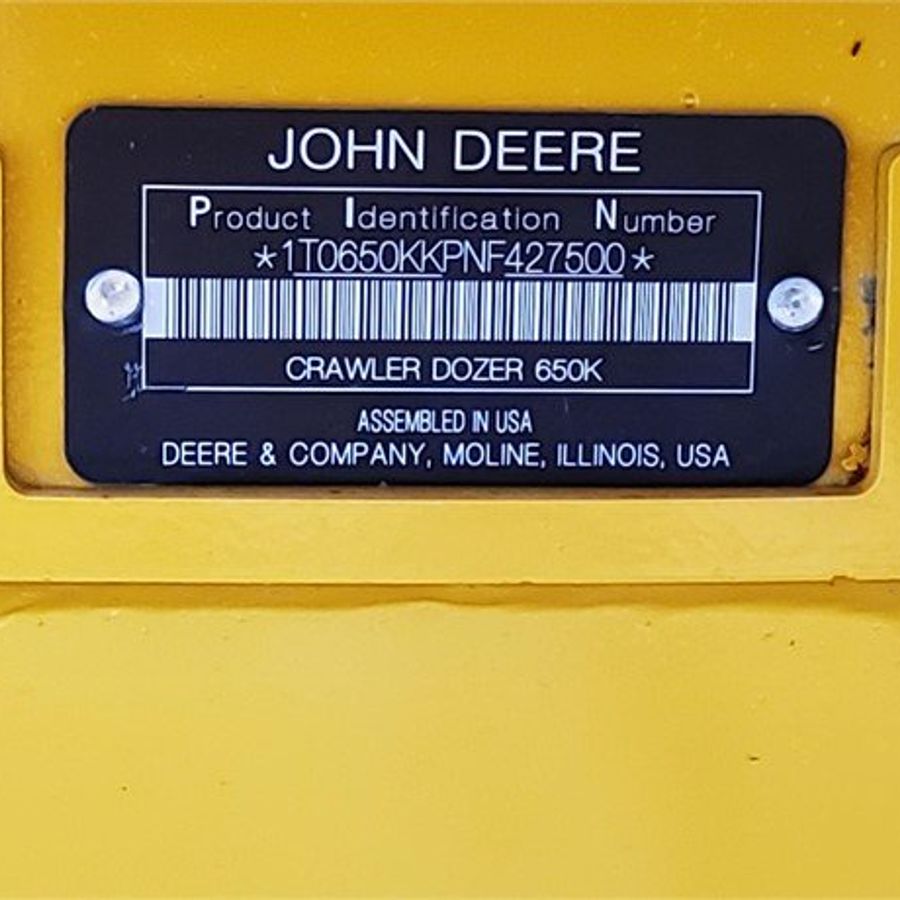 JOHN DEERE
Product Identification Number
*1T0650KKPNF427500*
CRAWLER DOZER 650K
ASSEMBLED IN USA
DEERE & COMPANY, MOLINE, ILLINOIS, USA